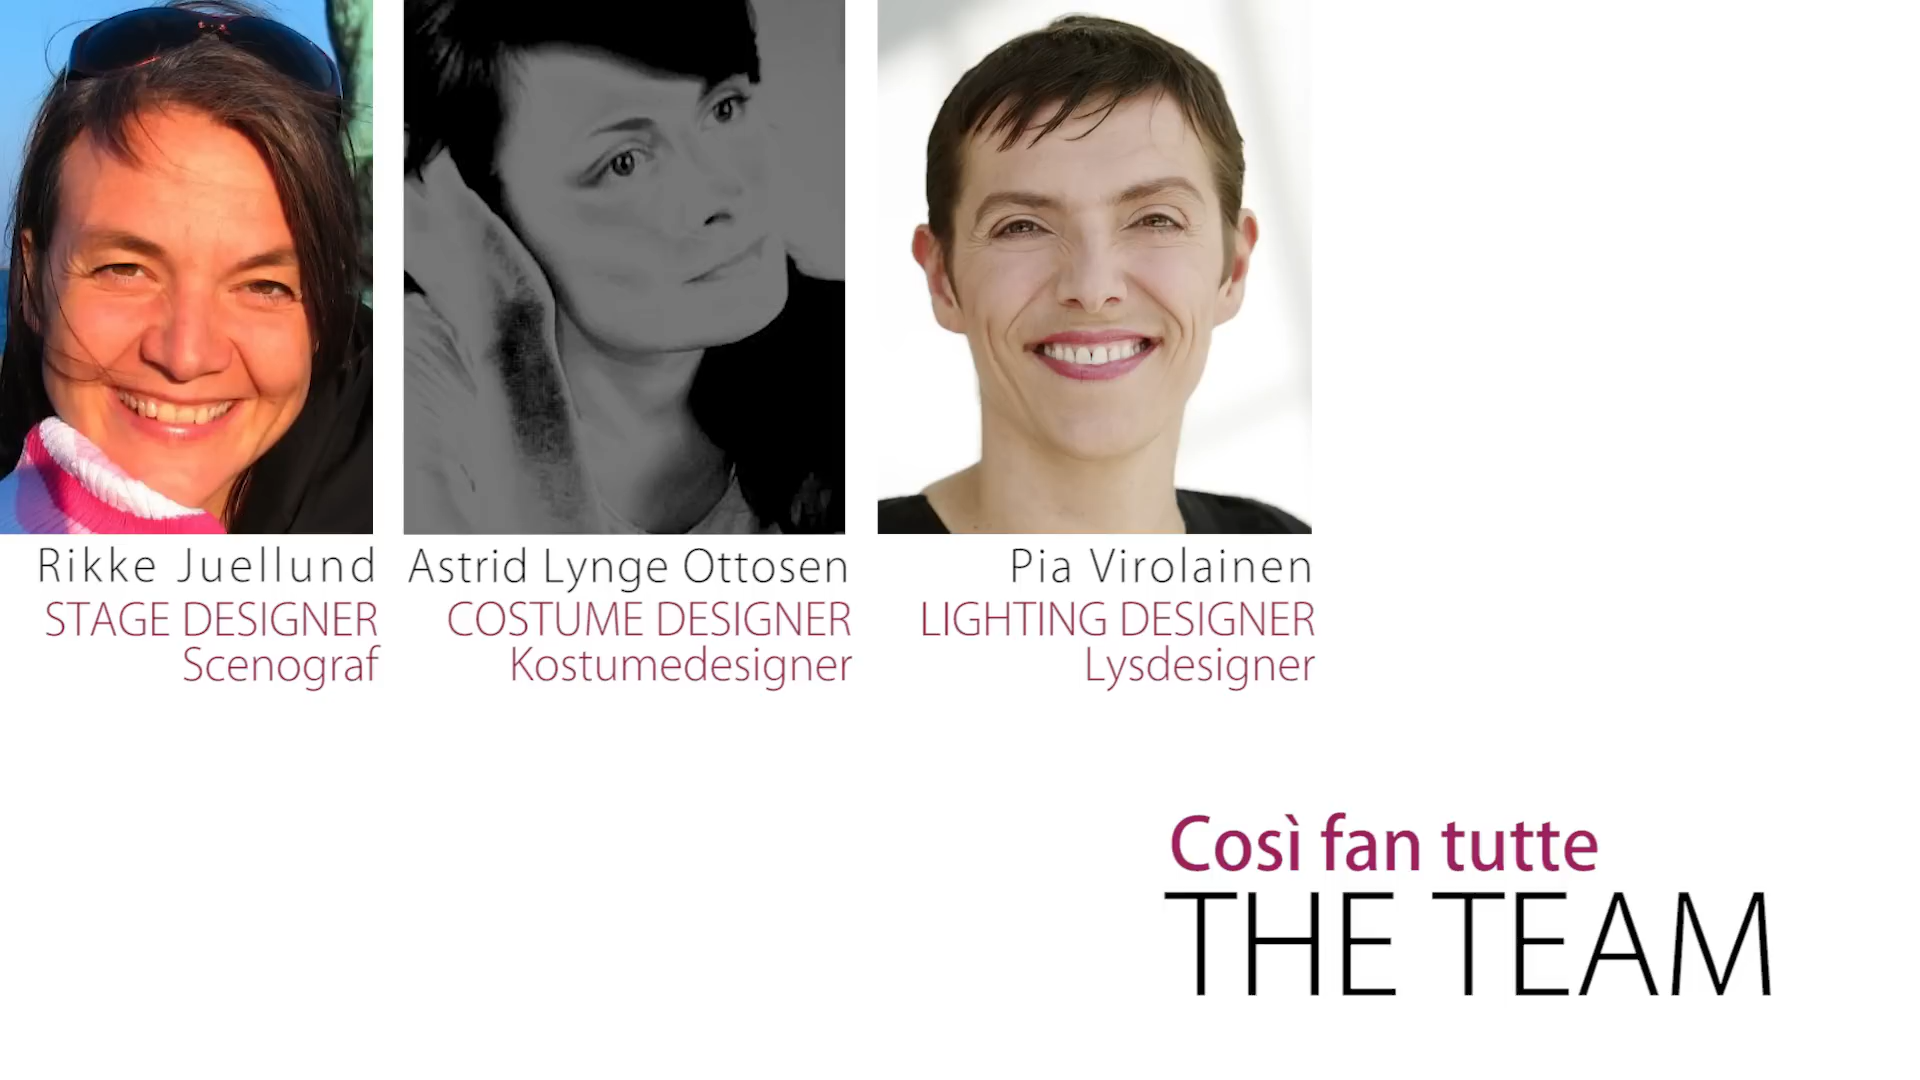 Rikke Juellund
STAGE DESIGNER
Scenograf
Astrid Lynge Ottosen
COSTUME DESIGNER
Kostumedesigner
Pia Virolainen
LIGHTING DESIGNER
Lysdesigner
Così fan tutte
THE TEAM